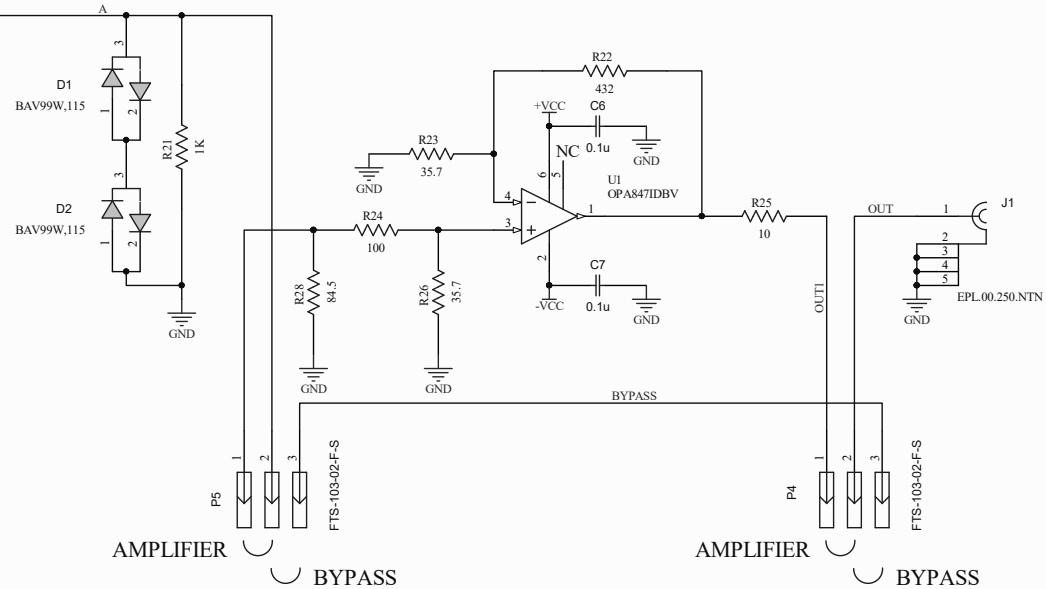 A
3
D1
BAV99W,115
1
2
R21
1K
3
D2
BAV99W,115
1
2
GND
R22
432
+VCC
C6
0.1u
GND
R23
35.7
GND
NC
6
5
U1
OPA847IDBV
4
3
1
2
R24
100
R28
84.5
GND
R26
35.7
GND
C7
0.1u
-VCC
GND
R25
10
OUT1
OUT
1
J1
2
3
4
5
EPL.00.250.NTN
GND
BYPASS
1
2
3
P5
FTS-103-02-F-S
AMPLIFIER
BYPASS
1
2
3
P4
FTS-103-02-F-S
AMPLIFIER
BYPASS